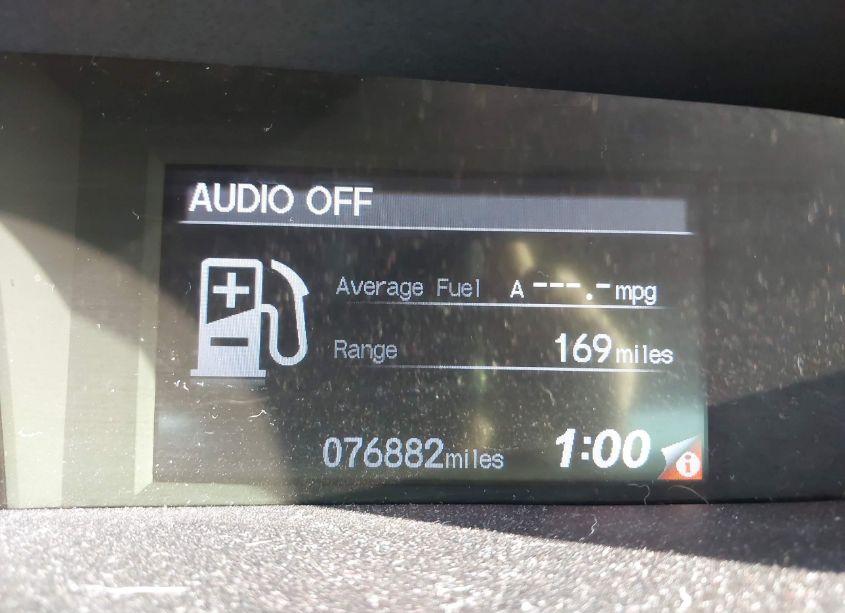 AUDIO OFF
Average Fuel A ---.- mpg
Range 169 miles
076882 miles 1:00 i